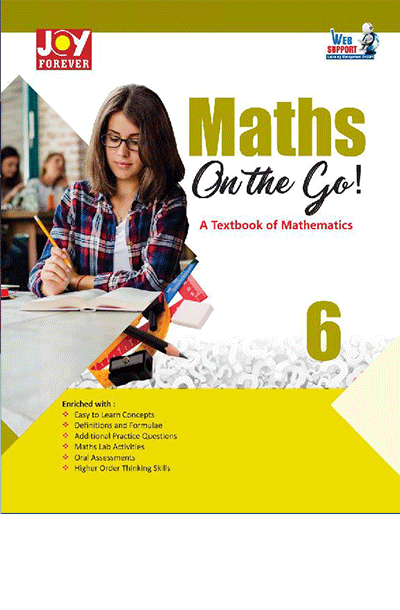 JOY
FOREVER
WEB
SUPPORT
Maths
On the Go!
A Textbook of Mathematics
6
Enriched with :
Easy to Learn Concepts
Definitions and Formulae
Additional Practice Questions
Maths Lab Activities
Oral Assessments
Higher Order Thinking Skills